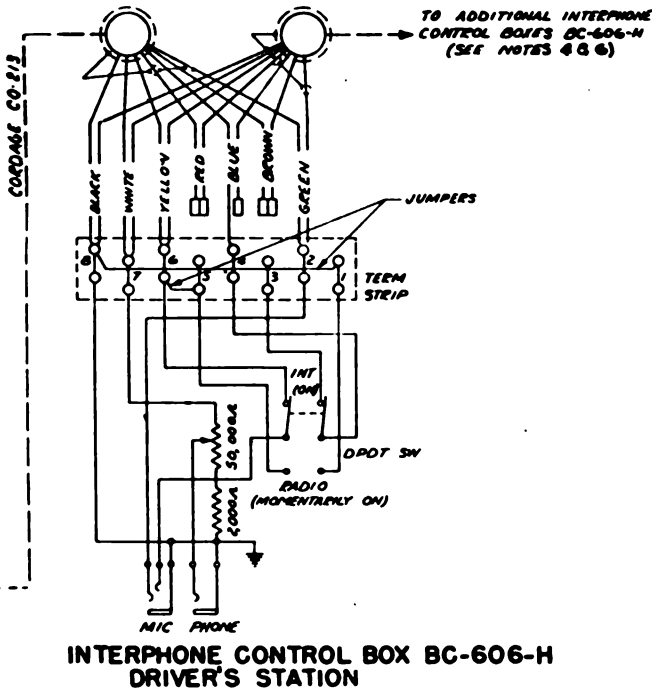 TO ADDITIONAL INTERPHONE
CONTROL BOXES BC-606-H
(SEE NOTES 4 & 6)
CORDAGE CO-213
BLACK
WHITE
YELLOW
RED
BLUE
BROWN
GREEN
JUMPERS
8 7 6 5 4 3 2 1
TERM
STRIP
INT
(ON)
50,000Ω
DPDT SW
2,000Ω
RADIO
(MOMENTARILY ON)
MIC PHONE
INTERPHONE CONTROL BOX BC-606-H
DRIVER'S STATION